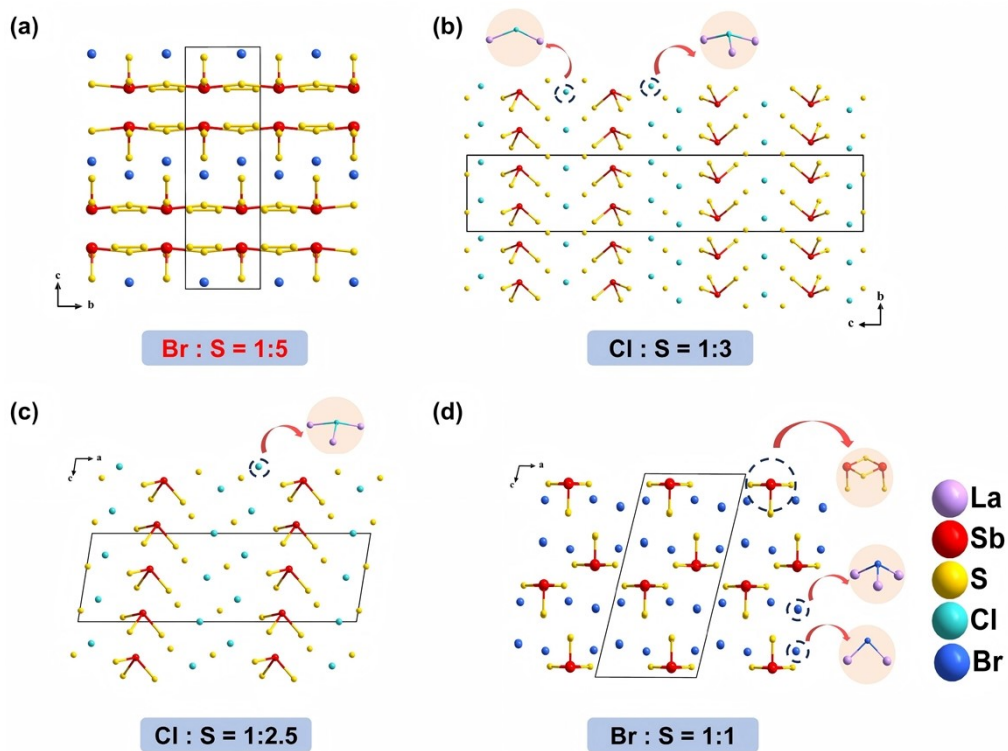 (a)
c
b
Br : S = 1:5
(b)
b
c
Cl : S = 1:3
(c)
a
c
Cl : S = 1:2.5
(d)
a
c
Br : S = 1:1
La
Sb
S
Cl
Br